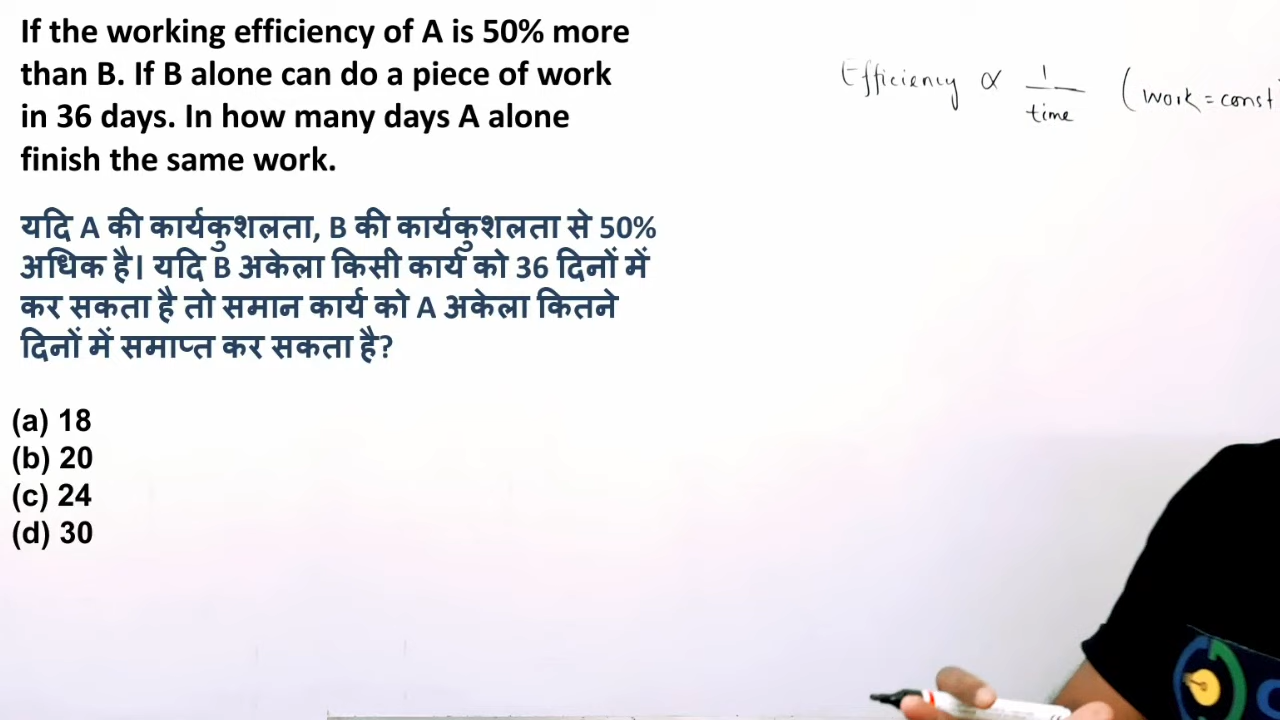 If the working efficiency of A is 50% more
than B. If B alone can do a piece of work
in 36 days. In how many days A alone
finish the same work.
यदि A की कार्यकुशलता, B की कार्यकुशलता से 50%
अधिक है। यदि B अकेला किसी कार्य को 36 दिनों में
कर सकता है तो समान कार्य को A अकेला कितने
दिनों में समाप्त कर सकता है?
(a) 18
(b) 20
(c) 24
(d) 30
Efficiency ∝ 1/time (work = const